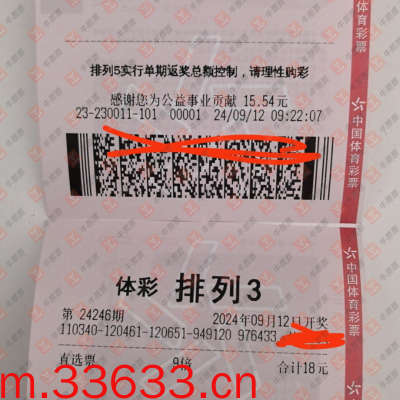 排列5实行单期返奖总额控制，请理性购彩
感谢您为公益事业贡献 15.54元
23-230011-101 00001 24/09/12 09:22:07
中国体育彩票
体彩 排列3
第 24246期 2024年09月12日开奖
110340-120461-120651-949120 976433
直选票 9倍 合计18元
中国体育彩票
m.33633.cn